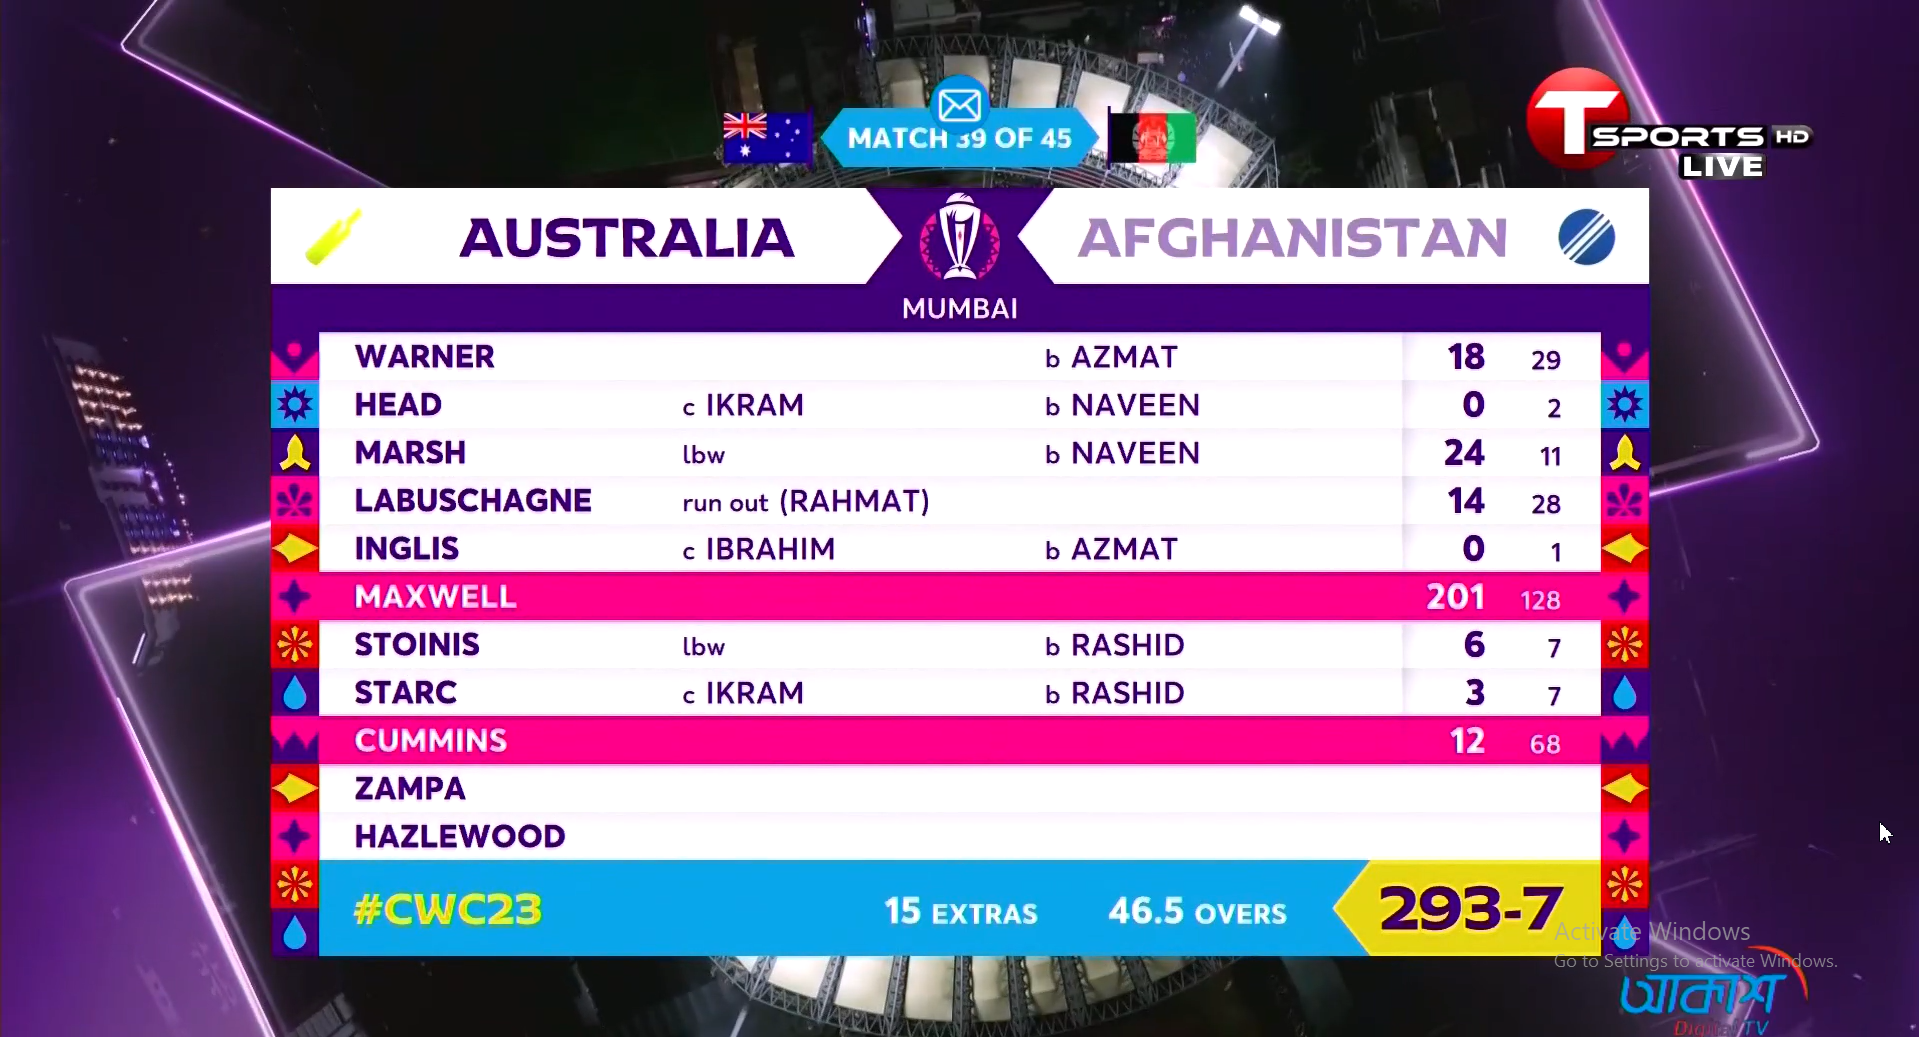 MATCH 39 OF 45
T SPORTS HD
LIVE
AUSTRALIA AFGHANISTAN
MUMBAI
WARNER b AZMAT 18 29
HEAD c IKRAM b NAVEEN 0 2
MARSH lbw b NAVEEN 24 11
LABUSCHAGNE run out (RAHMAT) 14 28
INGLIS c IBRAHIM b AZMAT 0 1
MAXWELL 201 128
STOINIS lbw b RASHID 6 7
STARC c IKRAM b RASHID 3 7
CUMMINS 12 68
ZAMPA
HAZLEWOOD
#CWC23 15 EXTRAS 46.5 OVERS 293-7
Activate Windows
Go to Settings to activate Windows.
আকাশ
Digital TV